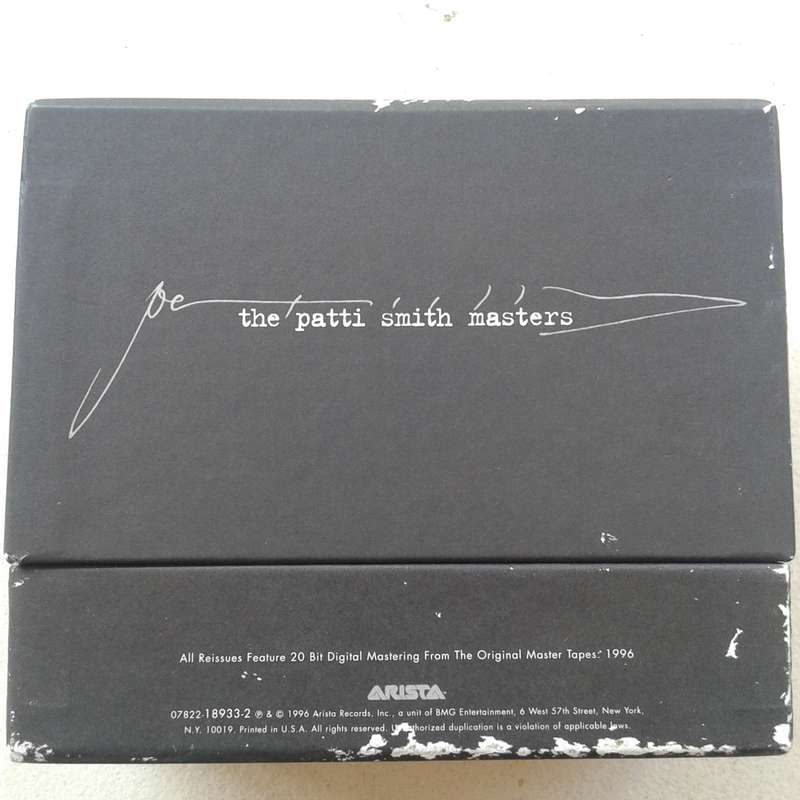 the patti smith masters
All Reissues Feature 20 Bit Digital Mastering From The Original Master Tapes. 1996
ARISTA
07822-18933-2 ℗ & © 1996 Arista Records, Inc., a unit of BMG Entertainment, 6 West 57th Street, New York,
N.Y. 10019. Printed in U.S.A. All rights reserved. Unauthorized duplication is a violation of applicable laws.